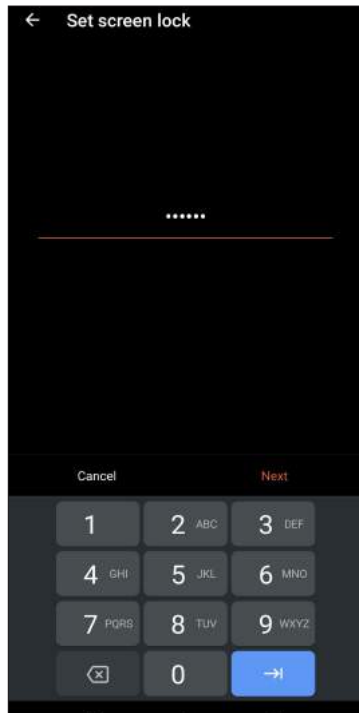 Set screen lock
••••••
Cancel Next
1 2 ABC 3 DEF
4 GHI 5 JKL 6 MNO
7 PQRS 8 TUV 9 WXYZ
0